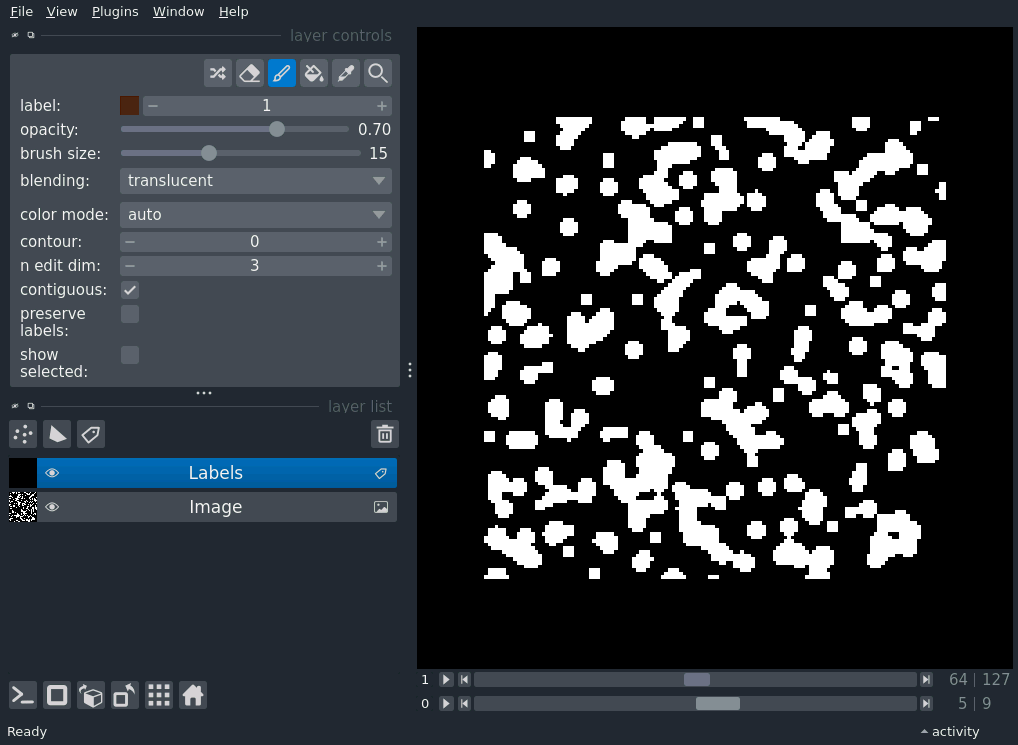 File View Plugins Window Help
layer controls
label: 1
opacity: 0.70
brush size: 15
blending: translucent
color mode: auto
contour: 0
n edit dim: 3
contiguous:
preserve
labels:
show
selected:
layer list
Labels
Image
1 64 | 127
0 5 | 9
Ready activity